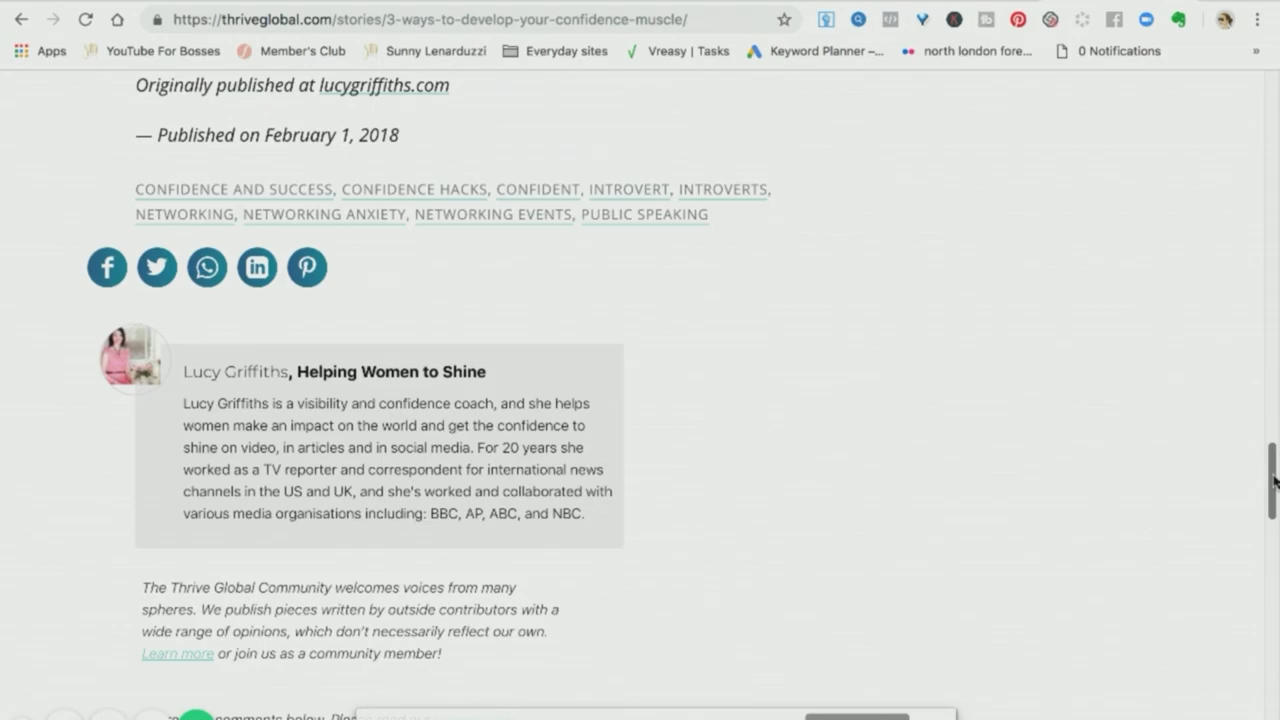 https://thriveglobal.com/stories/3-ways-to-develop-your-confidence-muscle/
Apps YouTube For Bosses Member's Club Sunny Lenarduzzi Everyday sites Vreasy | Tasks Keyword Planner –... north london fore... 0 Notifications »
Originally published at lucygriffiths.com
— Published on February 1, 2018
CONFIDENCE AND SUCCESS, CONFIDENCE HACKS, CONFIDENT, INTROVERT, INTROVERTS,
NETWORKING, NETWORKING ANXIETY, NETWORKING EVENTS, PUBLIC SPEAKING
Lucy Griffiths, Helping Women to Shine
Lucy Griffiths is a visibility and confidence coach, and she helps
women make an impact on the world and get the confidence to
shine on video, in articles and in social media. For 20 years she
worked as a TV reporter and correspondent for international news
channels in the US and UK, and she's worked and collaborated with
various media organisations including: BBC, AP, ABC, and NBC.
The Thrive Global Community welcomes voices from many
spheres. We publish pieces written by outside contributors with a
wide range of opinions, which don't necessarily reflect our own.
Learn more or join us as a community member!
comments below.